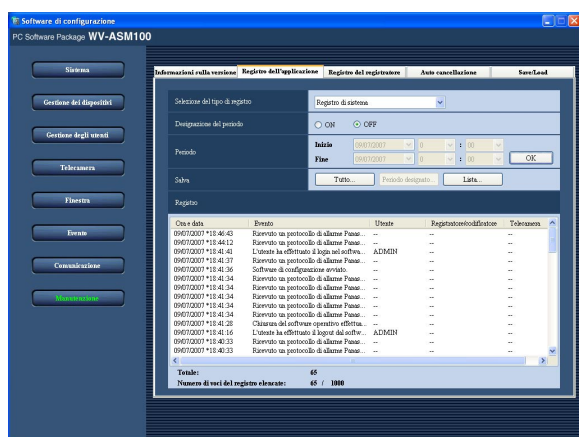 Software di configurazione
PC Software Package WV-ASM100
Sistema
Gestione dei dispositivi
Gestione degli utenti
Telecamera
Finestra
Evento
Comunicazione
Manutenzione
Informazioni sulla versione Registro dell'applicazione Registro del registratore Auto cancellazione Save/Load
Selezione del tipo di registro Registro di sistema
Designazione del periodo ON OFF
Periodo Inizio 09/07/2007 0 : 00
Fine 09/07/2007 0 : 00 OK
Salva Tutto... Periodo designato... Lista...
Registro
Ora e data Evento Utente Registratore/codificatore Telecamera
09/07/2007 *18:46:43 Ricevuto un protocollo di allarme Panas... -- -- --
09/07/2007 *18:44:12 Ricevuto un protocollo di allarme Panas... -- -- --
09/07/2007 *18:41:41 L'utente ha effettuato il login nel softwa... ADMIN -- --
09/07/2007 *18:41:37 Ricevuto un protocollo di allarme Panas... -- -- --
09/07/2007 *18:41:36 Software di configurazione avviato. -- -- --
09/07/2007 *18:41:34 Ricevuto un protocollo di allarme Panas... -- -- --
09/07/2007 *18:41:34 Ricevuto un protocollo di allarme Panas... -- -- --
09/07/2007 *18:41:34 Ricevuto un protocollo di allarme Panas... -- -- --
09/07/2007 *18:41:34 Ricevuto un protocollo di allarme Panas... -- -- --
09/07/2007 *18:41:34 Ricevuto un protocollo di allarme Panas... -- -- --
09/07/2007 *18:41:28 Chiusura del software operativo effettua... -- -- --
09/07/2007 *18:41:16 L'utente ha effettuato il logout dal softw... ADMIN -- --
09/07/2007 *18:40:33 Ricevuto un protocollo di allarme Panas... -- -- --
09/07/2007 *18:40:33 Ricevuto un protocollo di allarme Panas... -- -- --
Totale: 65
Numero di voci del registro elencate: 65 / 1000